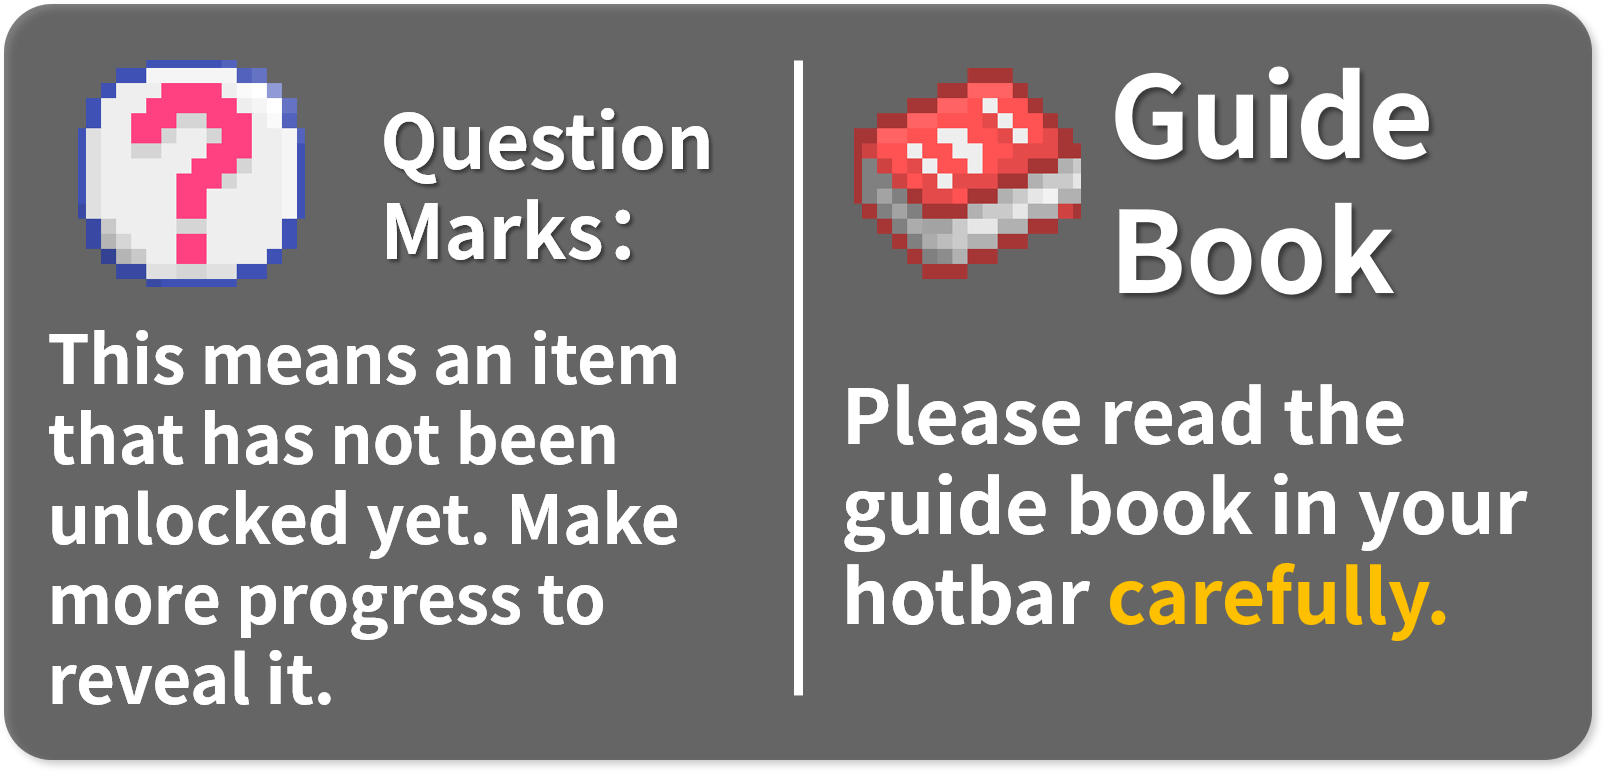 Question
Marks：
This means an item
that has not been
unlocked yet. Make
more progress to
reveal it.
Guide
Book
Please read the
guide book in your
hotbar carefully.